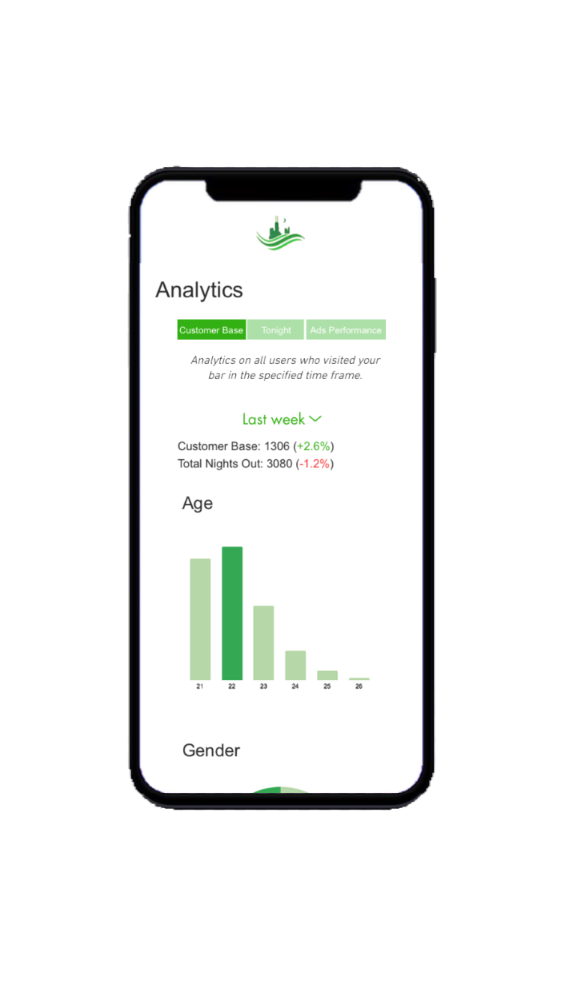 Analytics
Customer Base Tonight Ads Performance
Analytics on all users who visited your
bar in the specified time frame.
Last week
Customer Base: 1306 (+2.6%)
Total Nights Out: 3080 (-1.2%)
Age
21 22 23 24 25 26
Gender